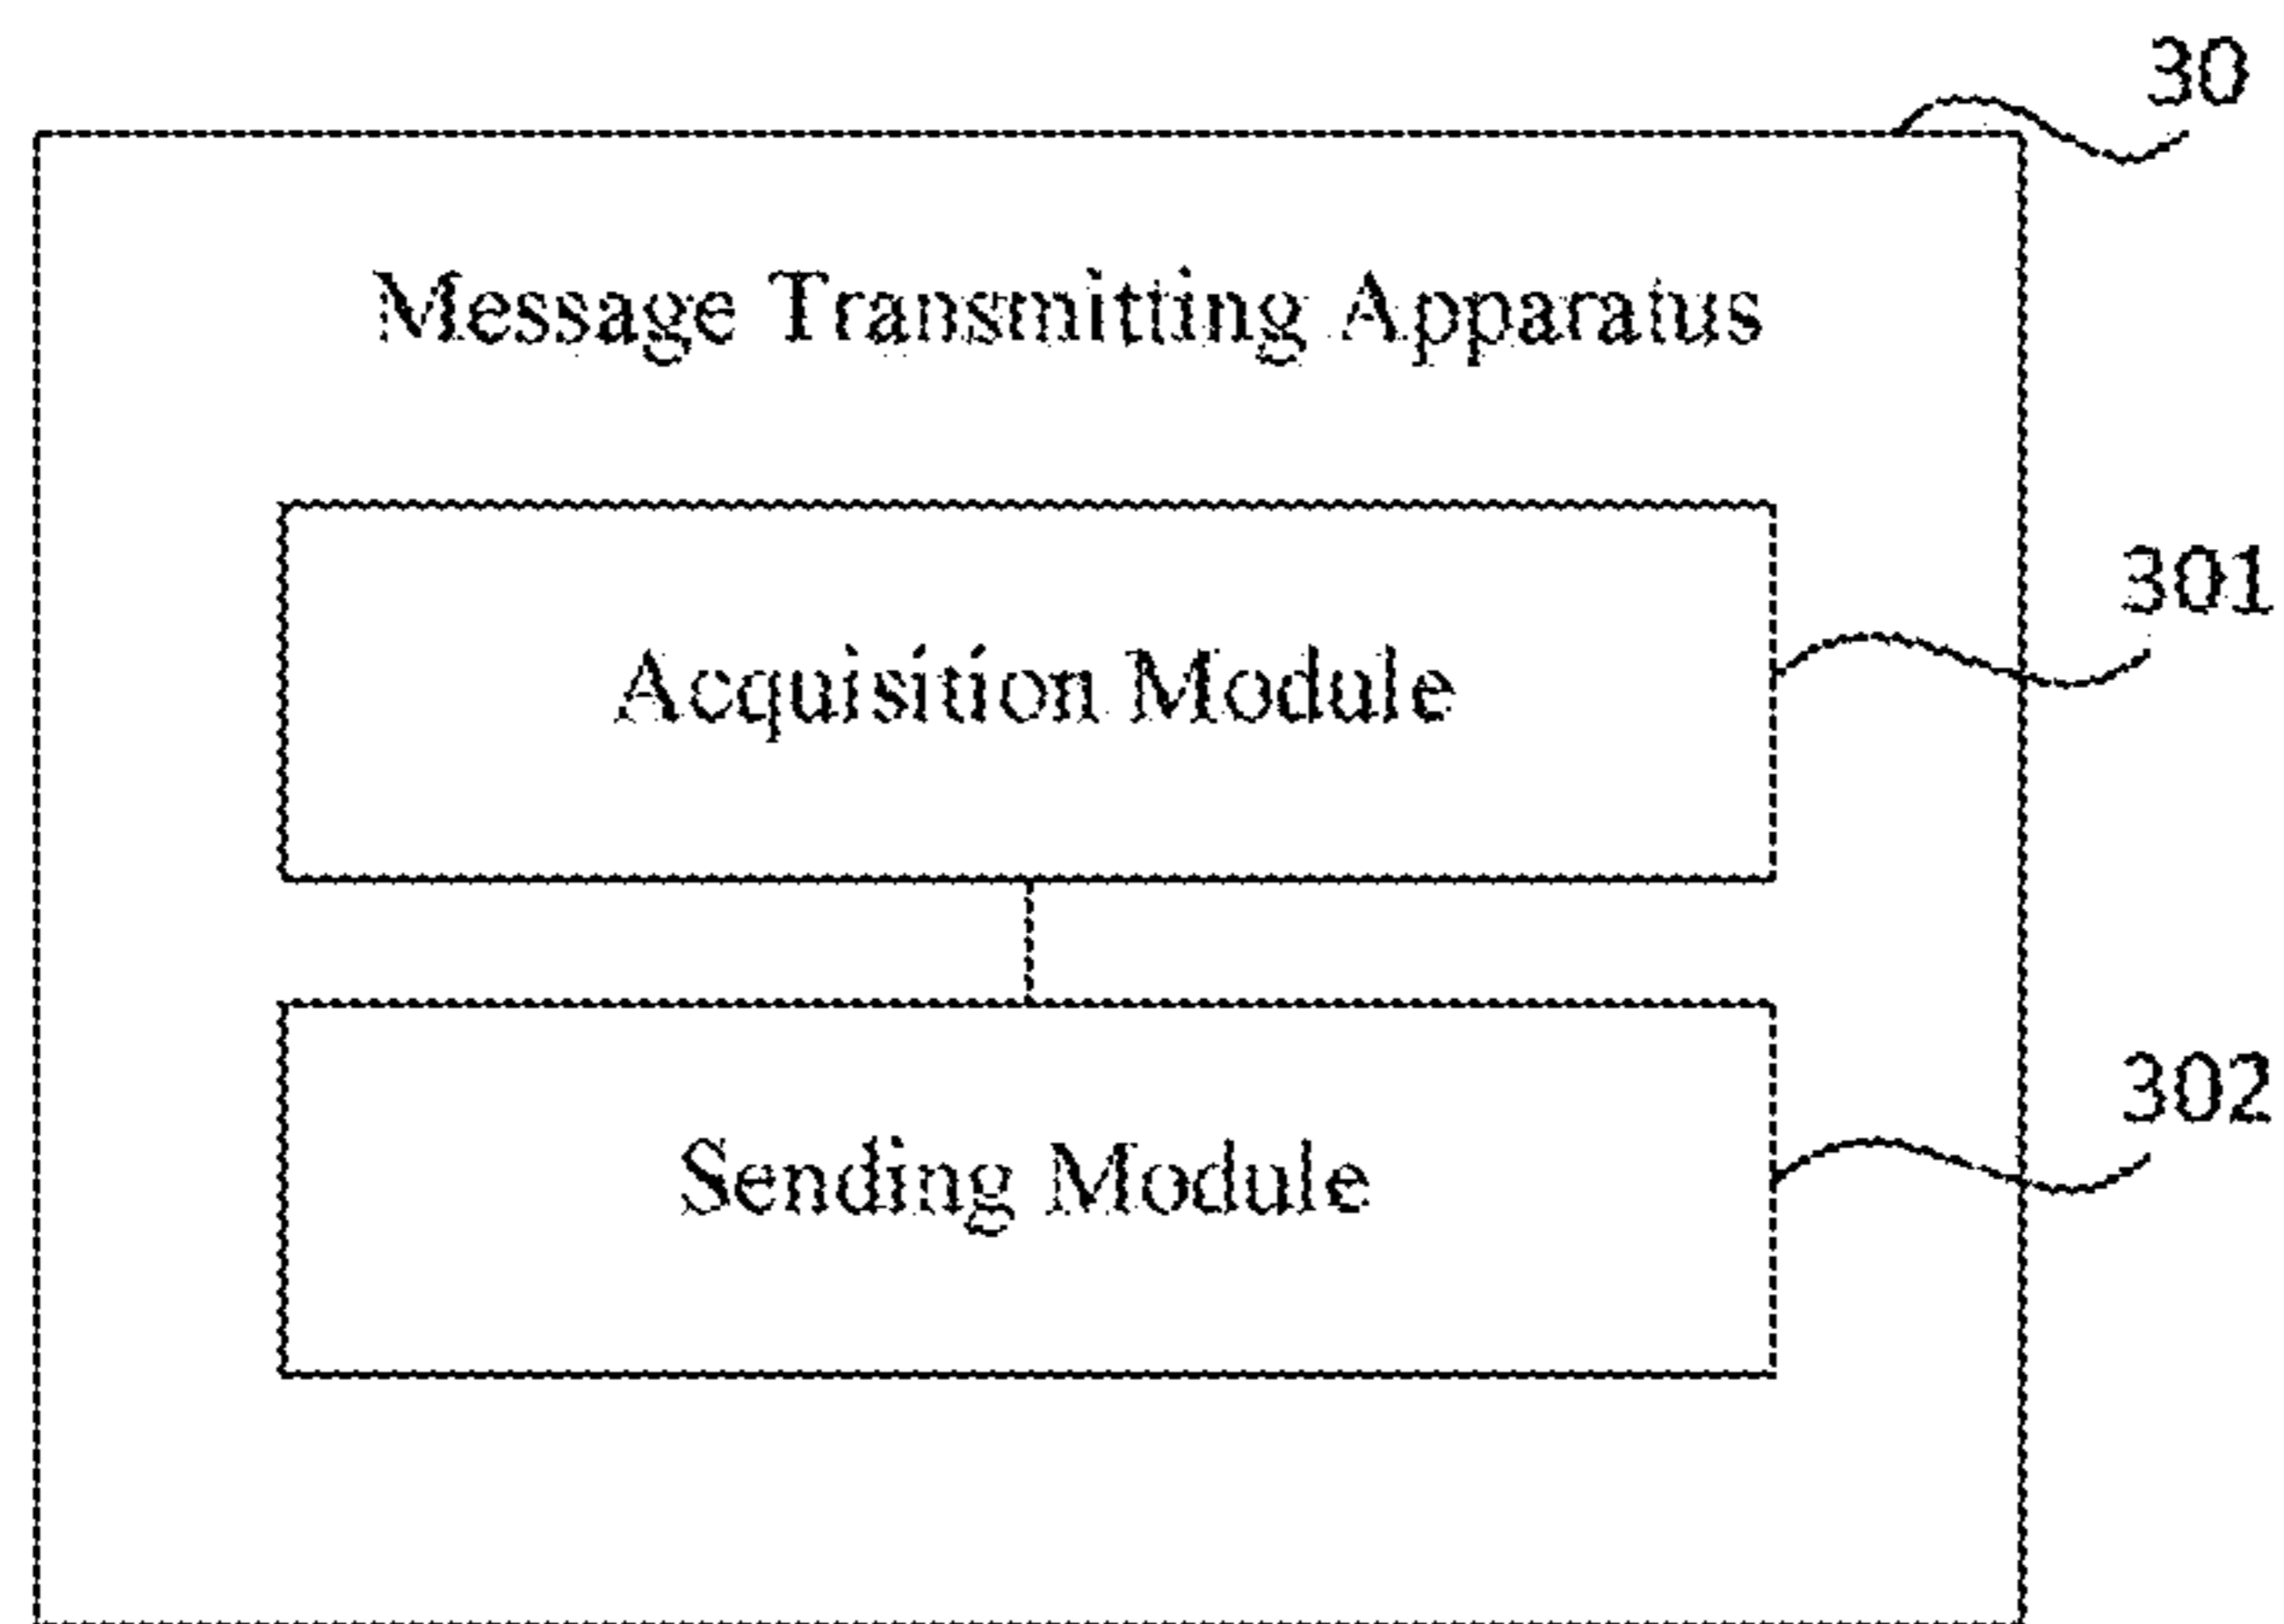 30
Message Transmitting Apparatus
301
Acquisition Module
302
Sending Module